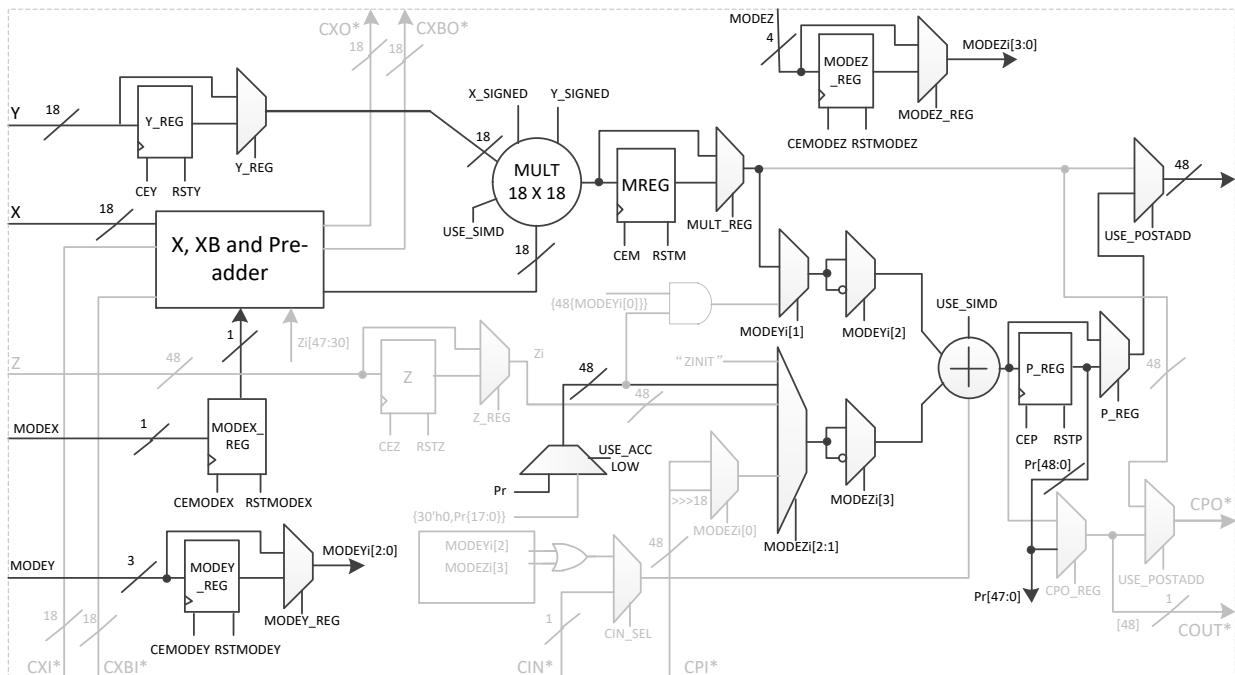 MODEZ
CXO*
CXBO*
4
MODEZ
_REG
MODEZi[3:0]
18
18
MODEZ_REG
CEMODEZ RSTMODEZ
Y
18
Y_REG
Y_REG
CEY
RSTY
X_SIGNED
Y_SIGNED
18
MULT
18 X 18
USE_SIMD
18
MREG
MULT_REG
CEM
RSTM
48
USE_POSTADD
X
18
X, XB and Pre-
adder
1
Zi[47:30]
{48{MODEYi[0]}}
MODEYi[1]
MODEYi[2]
USE_SIMD
Z
48
Z
Z_REG
CEZ
RSTZ
Zi
48
48
"ZINIT"
P_REG
P_REG
CEP
RSTP
48
MODEX
1
MODEX_
REG
CEMODEX
RSTMODEX
USE_ACC
LOW
Pr
{30'h0,Pr{17:0}}
>>>18
MODEZi[0]
MODEZi[3]
MODEZi[2:1]
Pr[48:0]
CPO*
CPO_REG
USE_POSTADD
Pr[47:0]
[48]
1
COUT*
MODEY
3
MODEY
_REG
MODEYi[2:0]
MODEY_REG
CEMODEY RSTMODEY
MODEYi[2]
MODEZi[3]
48
1
CIN_SEL
18
18
CXI*
CXBI*
CIN*
CPI*